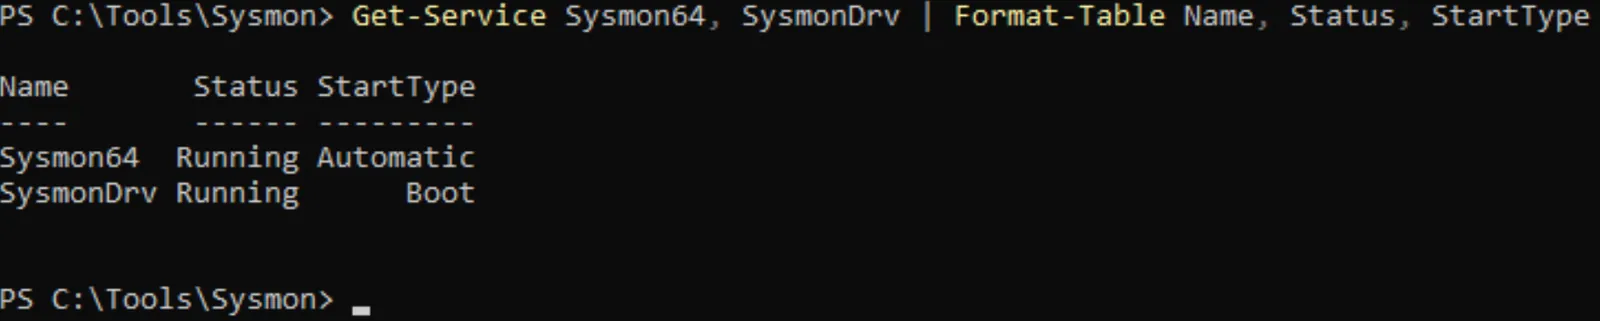 PS C:\Tools\Sysmon> Get-Service Sysmon64, SysmonDrv | Format-Table Name, Status, StartType
Name       Status StartType
----       ------ ---------
Sysmon64  Running Automatic
SysmonDrv Running      Boot
PS C:\Tools\Sysmon>